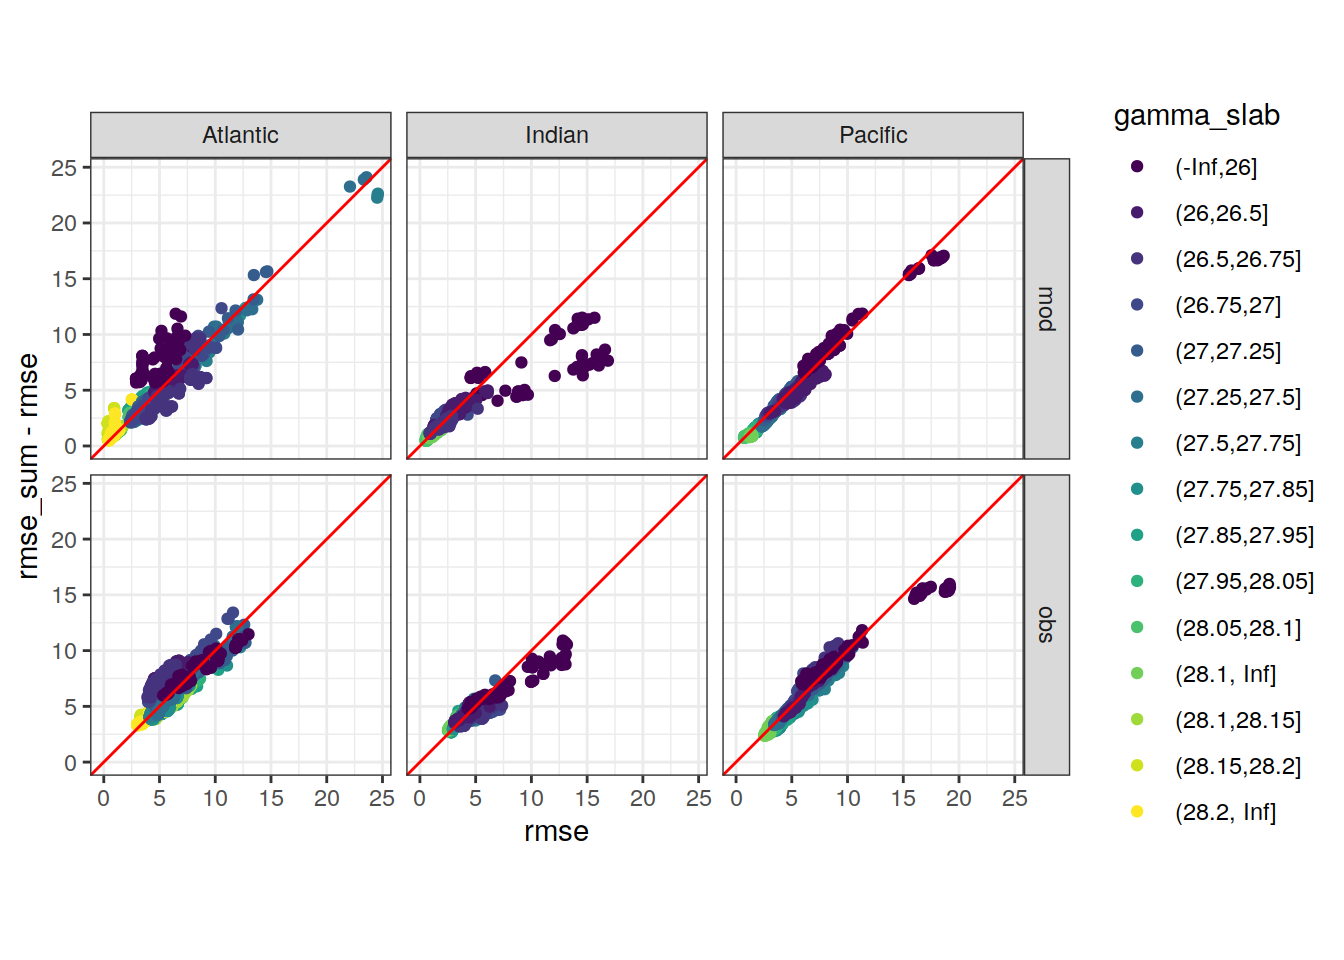 Atlantic Indian Pacific
25
20
15
10
5
0
mod
25
20
15
10
5
0
obs
0 5 10 15 20 25 0 5 10 15 20 25 0 5 10 15 20 25
rmse
rmse_sum - rmse
gamma_slab
(-Inf,26]
(26,26.5]
(26.5,26.75]
(26.75,27]
(27,27.25]
(27.25,27.5]
(27.5,27.75]
(27.75,27.85]
(27.85,27.95]
(27.95,28.05]
(28.05,28.1]
(28.1, Inf]
(28.1,28.15]
(28.15,28.2]
(28.2, Inf]